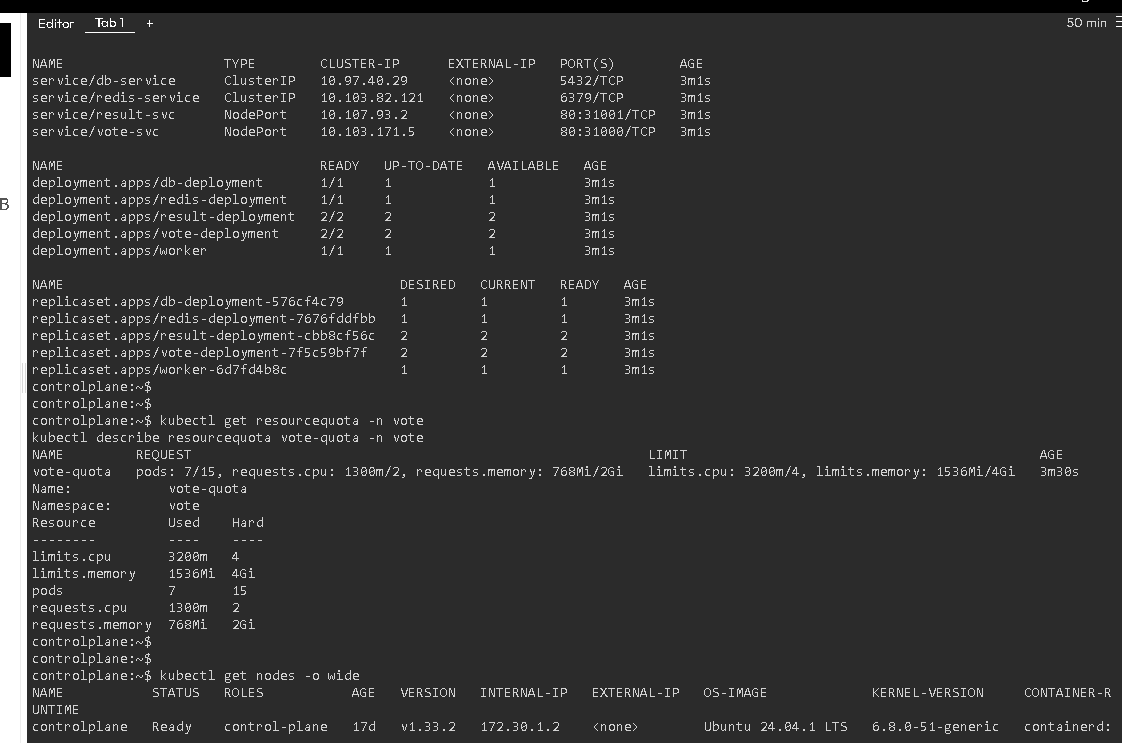 Editor Tab 1 + 50 min
NAME TYPE CLUSTER-IP EXTERNAL-IP PORT(S) AGE
service/db-service ClusterIP 10.97.40.29 <none> 5432/TCP 3m1s
service/redis-service ClusterIP 10.103.82.121 <none> 6379/TCP 3m1s
service/result-svc NodePort 10.107.93.2 <none> 80:31001/TCP 3m1s
service/vote-svc NodePort 10.103.171.5 <none> 80:31000/TCP 3m1s
NAME READY UP-TO-DATE AVAILABLE AGE
deployment.apps/db-deployment 1/1 1 1 3m1s
deployment.apps/redis-deployment 1/1 1 1 3m1s
deployment.apps/result-deployment 2/2 2 2 3m1s
deployment.apps/vote-deployment 2/2 2 2 3m1s
deployment.apps/worker 1/1 1 1 3m1s
NAME DESIRED CURRENT READY AGE
replicaset.apps/db-deployment-576cf4c79 1 1 1 3m1s
replicaset.apps/redis-deployment-7676fddfbb 1 1 1 3m1s
replicaset.apps/result-deployment-cbb8cf56c 2 2 2 3m1s
replicaset.apps/vote-deployment-7f5c59bf7f 2 2 2 3m1s
replicaset.apps/worker-6d7fd4b8c 1 1 1 3m1s
controlplane:~$
controlplane:~$
controlplane:~$ kubectl get resourcequota -n vote
kubectl describe resourcequota vote-quota -n vote
NAME REQUEST LIMIT AGE
vote-quota pods: 7/15, requests.cpu: 1300m/2, requests.memory: 768Mi/2Gi limits.cpu: 3200m/4, limits.memory: 1536Mi/4Gi 3m30s
Name: vote-quota
Namespace: vote
Resource Used Hard
-------- ---- ----
limits.cpu 3200m 4
limits.memory 1536Mi 4Gi
pods 7 15
requests.cpu 1300m 2
requests.memory 768Mi 2Gi
controlplane:~$
controlplane:~$
controlplane:~$ kubectl get nodes -o wide
NAME STATUS ROLES AGE VERSION INTERNAL-IP EXTERNAL-IP OS-IMAGE KERNEL-VERSION CONTAINER-R
UNTIME
controlplane Ready control-plane 17d v1.33.2 172.30.1.2 <none> Ubuntu 24.04.1 LTS 6.8.0-51-generic containerd:
B